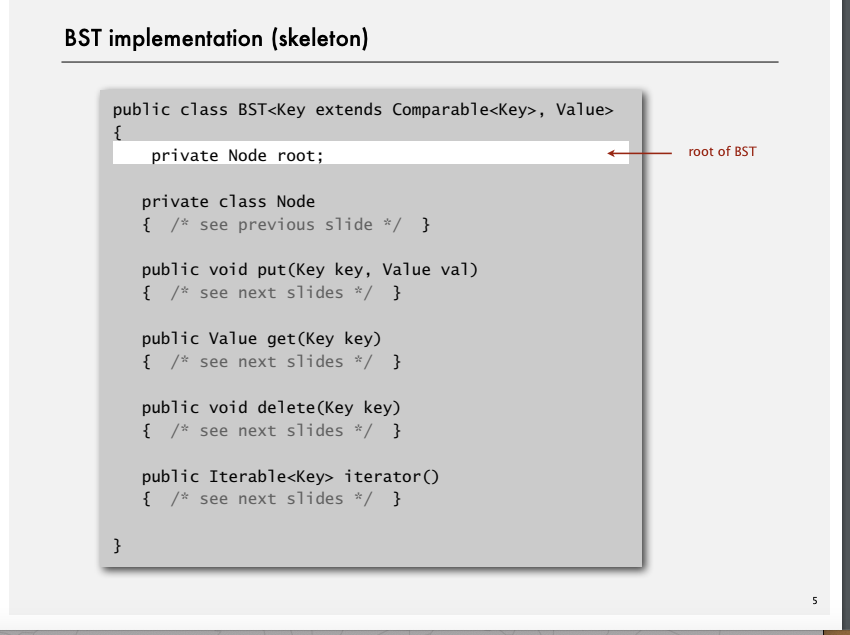 BST implementation (skeleton)
public class BST<Key extends Comparable<Key>, Value>
{
private Node root;
root of BST
private class Node
{ /* see previous slide */ }
public void put(Key key, Value val)
{ /* see next slides */ }
public Value get(Key key)
{ /* see next slides */ }
public void delete(Key key)
{ /* see next slides */ }
public Iterable<Key> iterator()
{ /* see next slides */ }
}
5